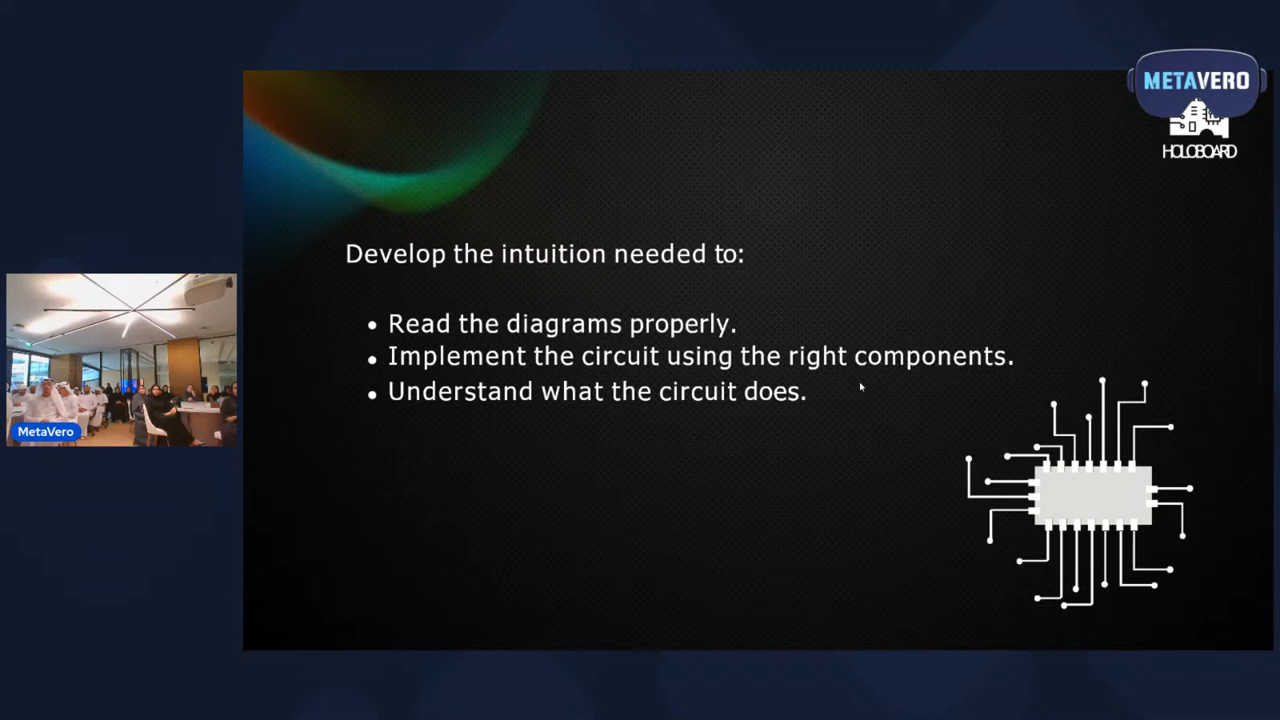 METAVERO
HOLOBOARD
Develop the intuition needed to:
• Read the diagrams properly.
• Implement the circuit using the right components.
• Understand what the circuit does.
MetaVero